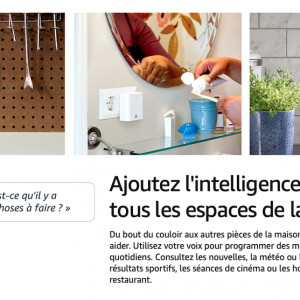 st-ce qu'il y a
hoses à faire ? »
Ajoutez l'intelligence
tous les espaces de la
Du bout du couloir aux autres pièces de la maison
aider. Utilisez votre voix pour programmer des m
quotidiens. Consultez les nouvelles, la météo ou l
résultats sportifs, les séances de cinéma ou les ho
restaurant.